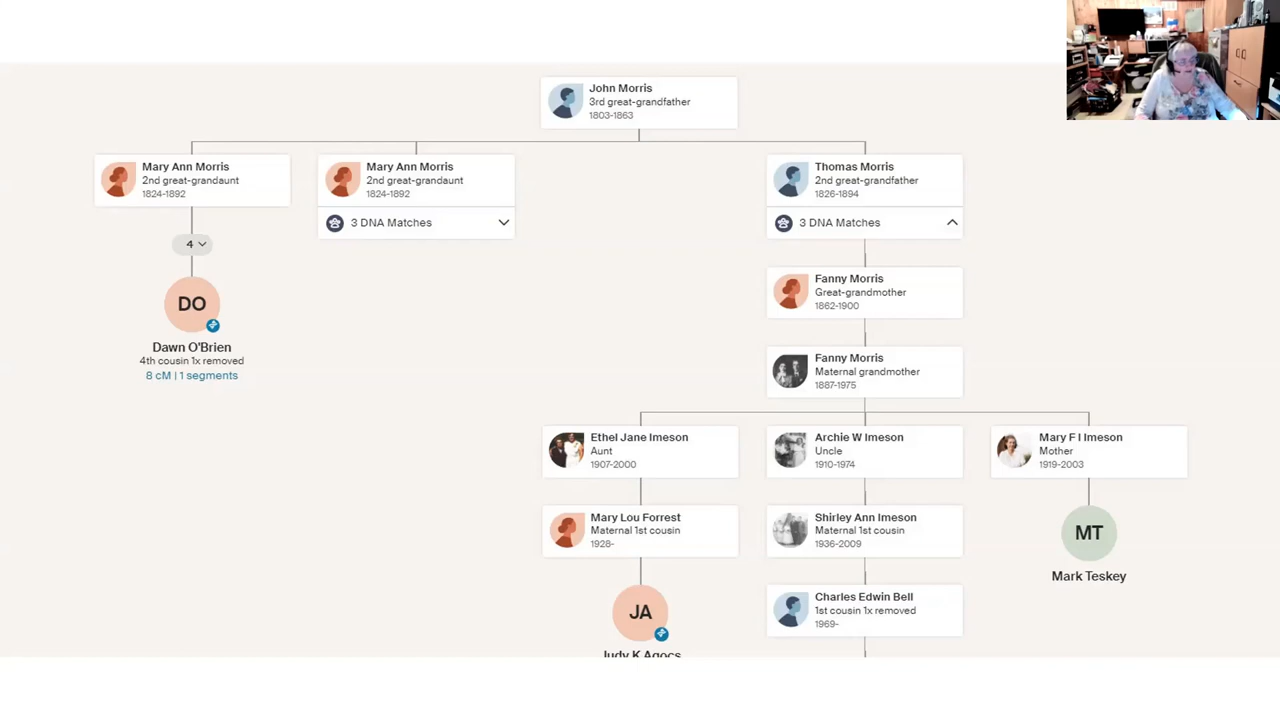 John Morris
3rd great-grandfather
1803-1863
Mary Ann Morris
2nd great-grandaunt
1824-1892
Mary Ann Morris
2nd great-grandaunt
1824-1892
3 DNA Matches
Thomas Morris
2nd great-grandfather
1826-1894
3 DNA Matches
4
DO
Dawn O'Brien
4th cousin 1x removed
8 cM | 1 segments
Fanny Morris
Great-grandmother
1862-1900
Fanny Morris
Maternal grandmother
1887-1975
Ethel Jane Imeson
Aunt
1907-2000
Archie W Imeson
Uncle
1910-1974
Mary F I Imeson
Mother
1919-2003
Mary Lou Forrest
Maternal 1st cousin
1928-
Shirley Ann Imeson
Maternal 1st cousin
1936-2009
MT
Mark Teskey
JA
Judy K Agocs
Charles Edwin Bell
1st cousin 1x removed
1969-